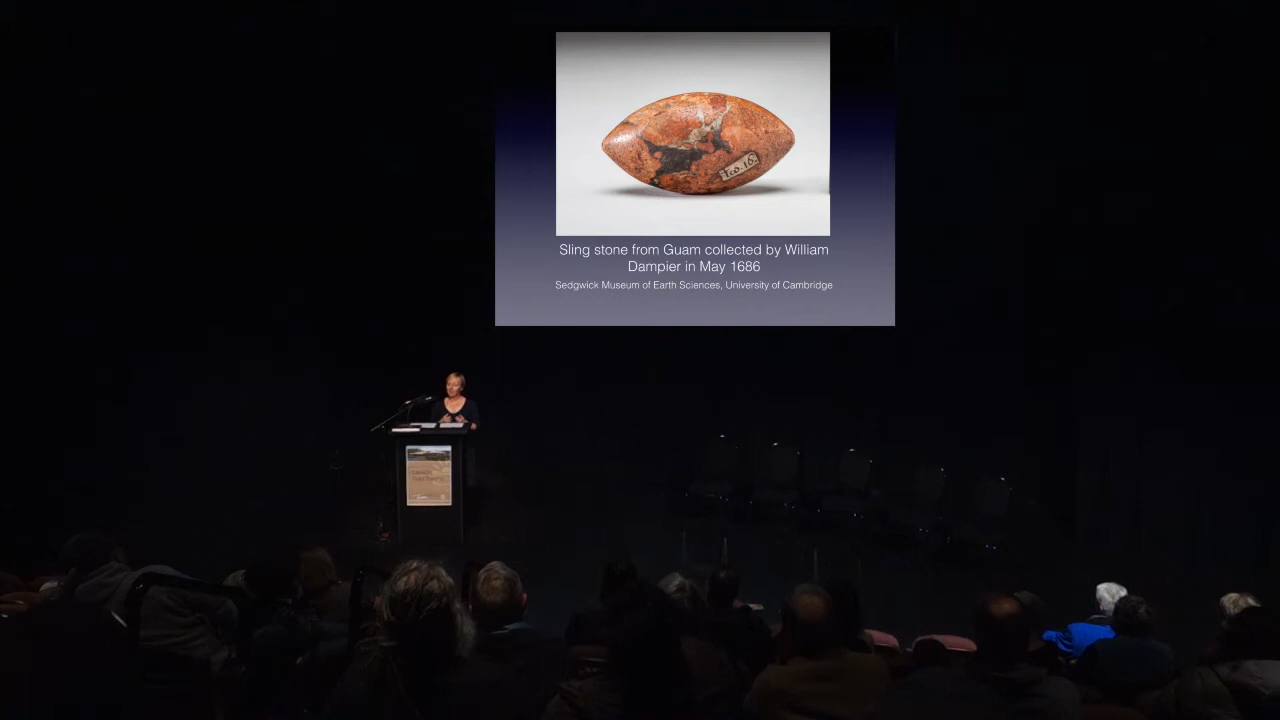 Sling stone from Guam collected by William
Dampier in May 1686
Sedgwick Museum of Earth Sciences, University of Cambridge